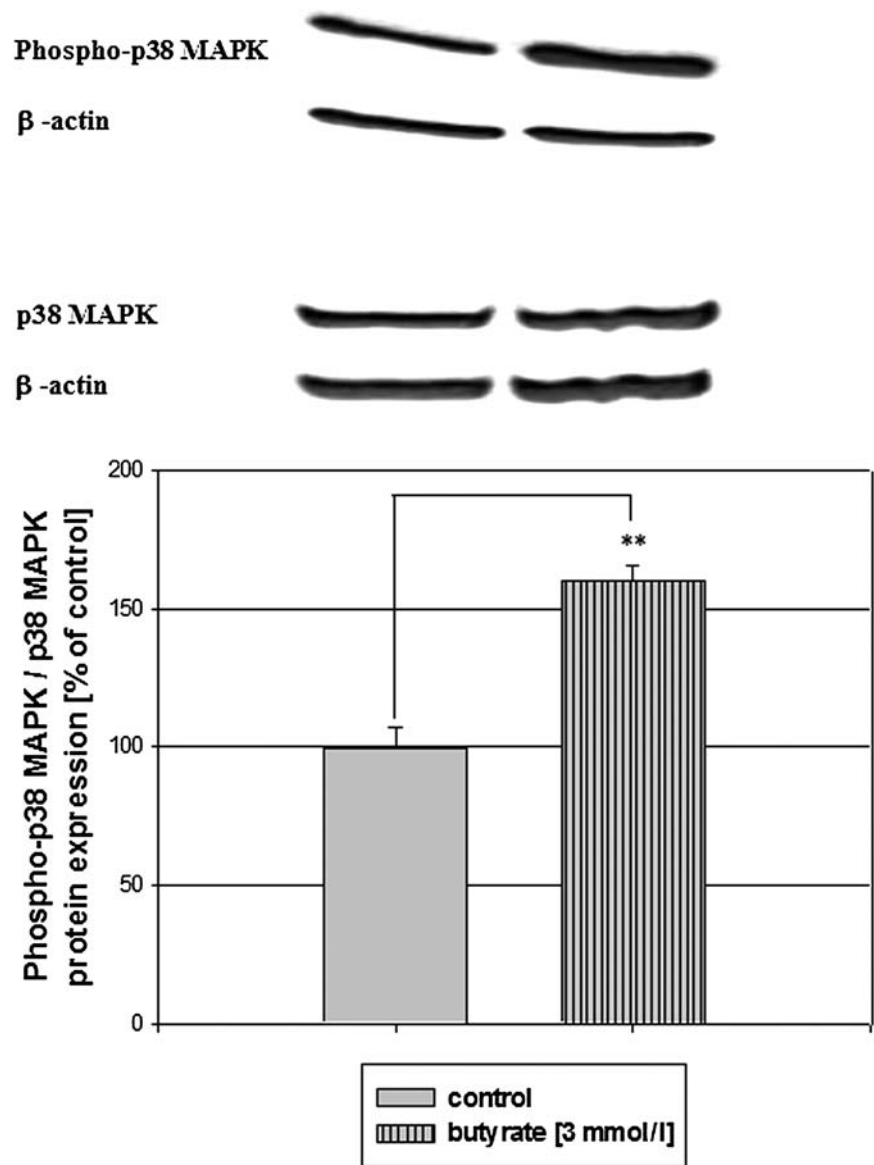 Phospho-p38 MAPK
β -actin
p38 MAPK
β -actin
Phospho-p38 MAPK / p38 MAPK
protein expression [% of control]
200
150
100
50
0
**
control
butyrate [3 mmol/l]